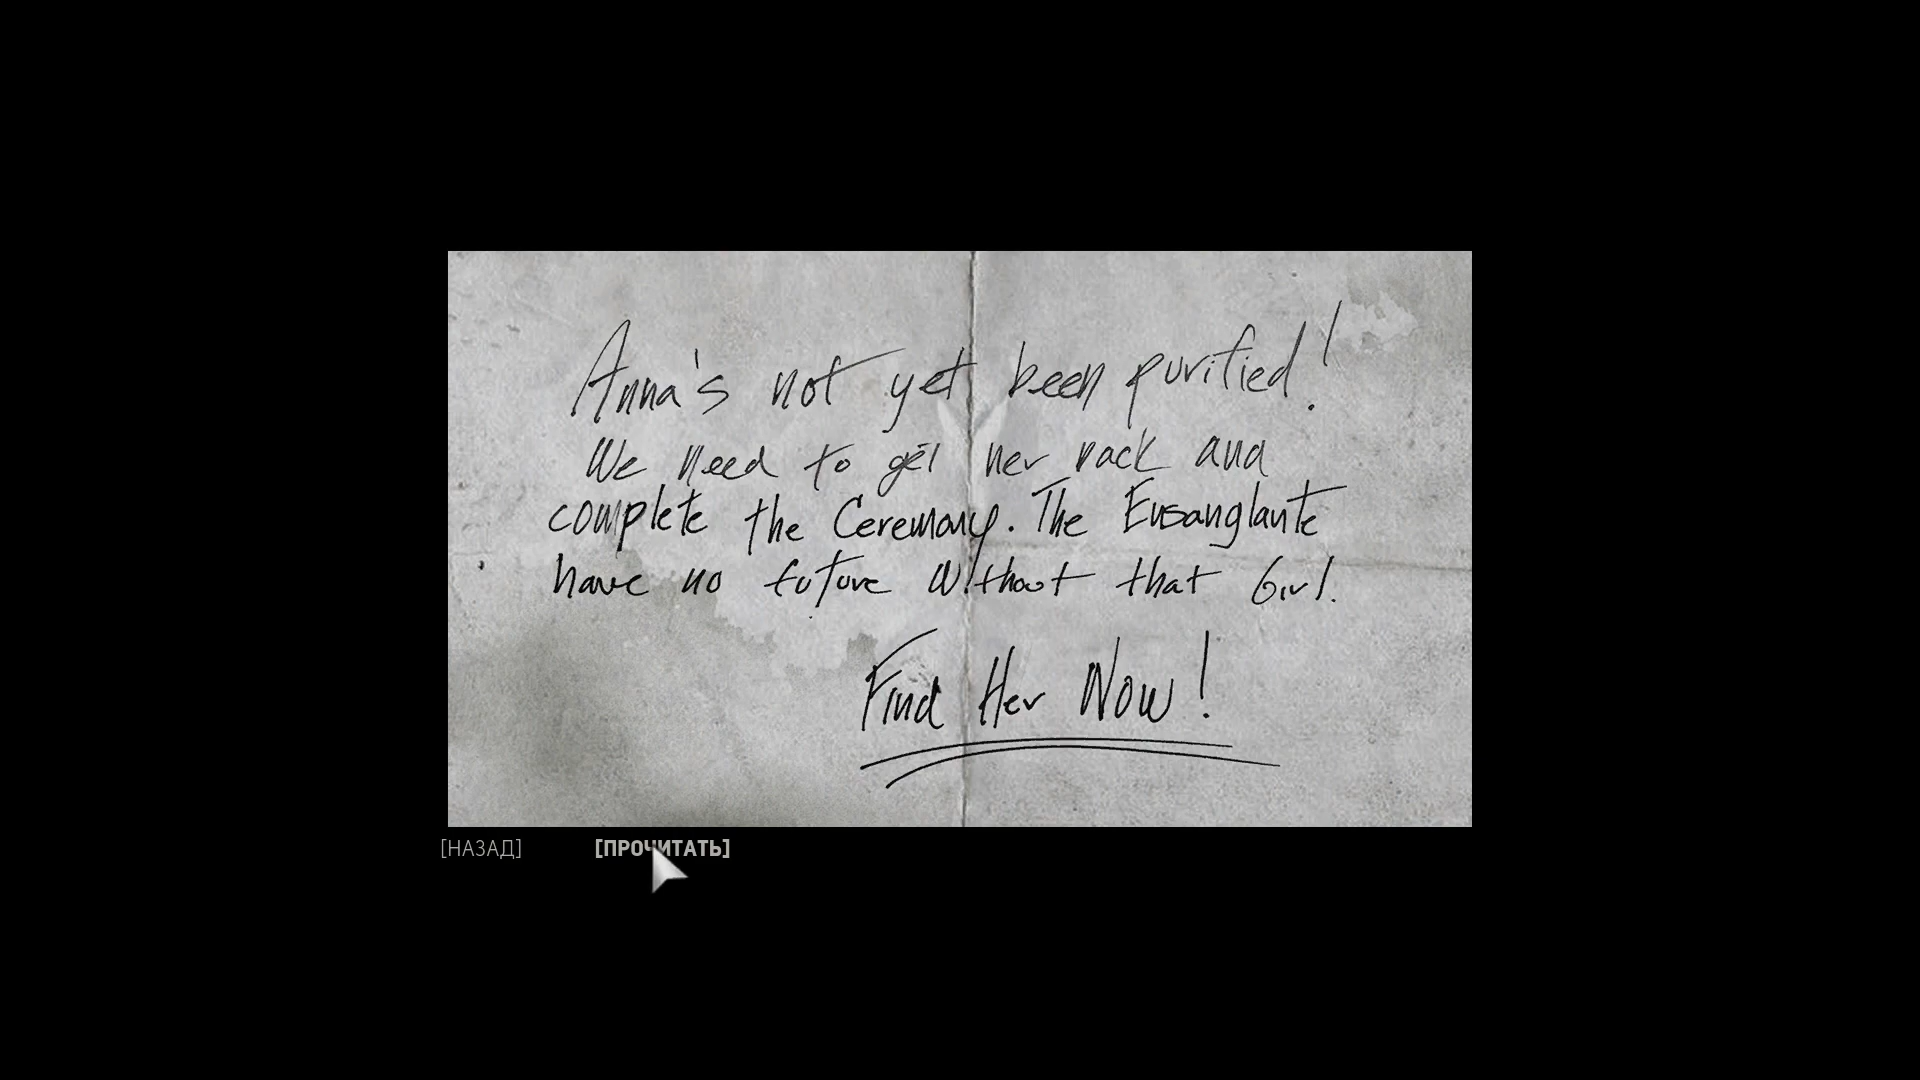 Anna's not yet been purified!
We need to get her back and
complete the Ceremony. The Ensanglante
have no future without that Girl.
Find Her Now!
[НАЗАД] [ПРОЧИТАТЬ]